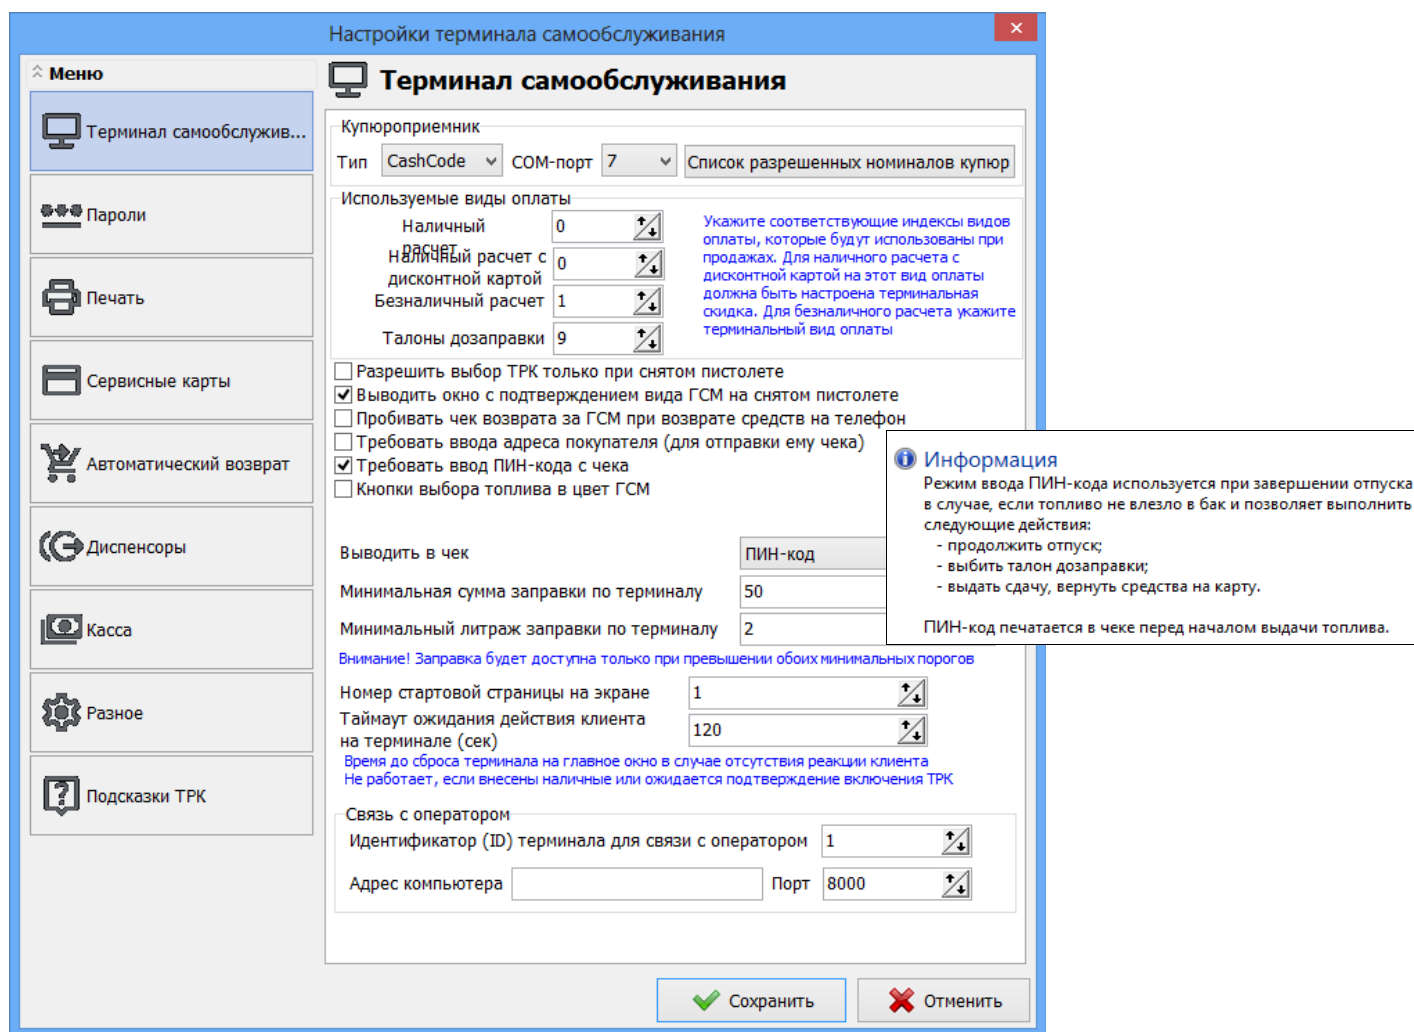 Настройки терминала самообслуживания
Меню
Терминал самообслужив...
Пароли
Печать
Сервисные карты
Автоматический возврат
Диспенсоры
Касса
Разное
Подсказки ТРК
Терминал самообслуживания
Купюроприемник
Тип CashCode COM-порт 7 Список разрешенных номиналов купюр
Используемые виды оплаты
Наличный
расчет
0
Наличный расчет с
дисконтной картой
0
Безналичный расчет 1
Талоны дозаправки 9
Укажите соответствующие индексы видов
оплаты, которые будут использованы при
продажах. Для наличного расчета с
дисконтной картой на этот вид оплаты
должна быть настроена терминальная
скидка. Для безналичного расчета укажите
терминальный вид оплаты
Разрешить выбор ТРК только при снятом пистолете
Выводить окно с подтверждением вида ГСМ на снятом пистолете
Пробивать чек возврата за ГСМ при возврате средств на телефон
Требовать ввода адреса покупателя (для отправки ему чека)
Требовать ввод ПИН-кода с чека
Кнопки выбора топлива в цвет ГСМ
Выводить в чек ПИН-код
Минимальная сумма заправки по терминалу 50
Минимальный литраж заправки по терминалу 2
Внимание! Заправка будет доступна только при превышении обоих минимальных порогов
Номер стартовой страницы на экране 1
Таймаут ожидания действия клиента
на терминале (сек)
120
Время до сброса терминала на главное окно в случае отсутствия реакции клиента
Не работает, если внесены наличные или ожидается подтверждение включения ТРК
Связь с оператором
Идентификатор (ID) терминала для связи с оператором 1
Адрес компьютера Порт 8000
Сохранить Отменить
Информация
Режим ввода ПИН-кода используется при завершении отпуска
в случае, если топливо не влезло в бак и позволяет выполнить
следующие действия:
- продолжить отпуск;
- выбить талон дозаправки;
- выдать сдачу, вернуть средства на карту.
ПИН-код печатается в чеке перед началом выдачи топлива.